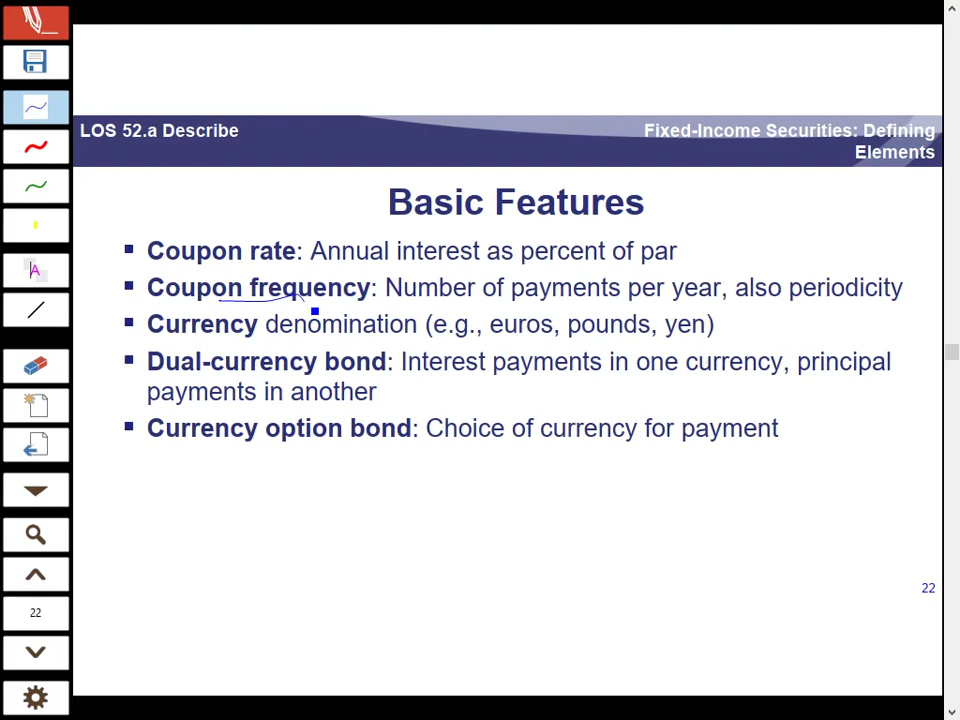 LOS 52.a Describe
Fixed-Income Securities: Defining
Elements
Basic Features
▪ Coupon rate: Annual interest as percent of par
▪ Coupon frequency: Number of payments per year, also periodicity
▪ Currency denomination (e.g., euros, pounds, yen)
▪ Dual-currency bond: Interest payments in one currency, principal
payments in another
▪ Currency option bond: Choice of currency for payment
22
A
22